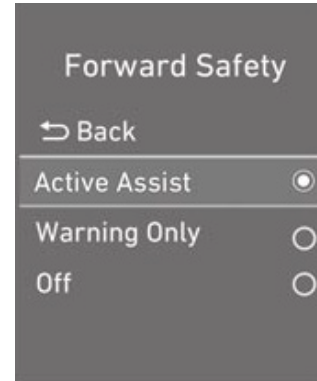 Forward Safety
Back
Active Assist
Warning Only
Off